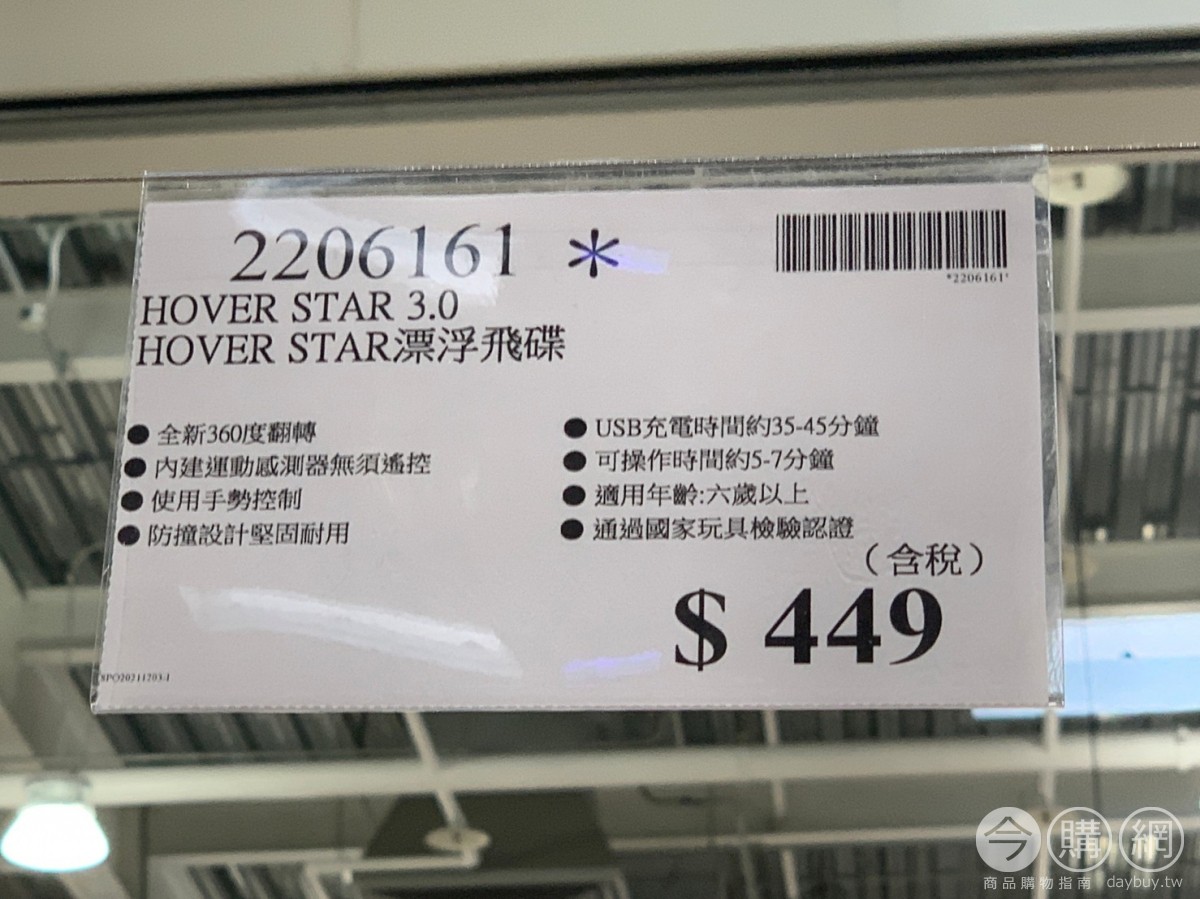 2206161 *
*2206161*
HOVER STAR 3.0
HOVER STAR漂浮飛碟
●全新360度翻轉
●內建運動感測器無須遙控
●使用手勢控制
●防撞設計堅固耐用
●USB充電時間約35-45分鐘
●可操作時間約5-7分鐘
●適用年齡:六歲以上
●通過國家玩具檢驗認證
（含稅）
$ 449
SPO20211203-1
今購網
商品購物指南 daybuy.tw